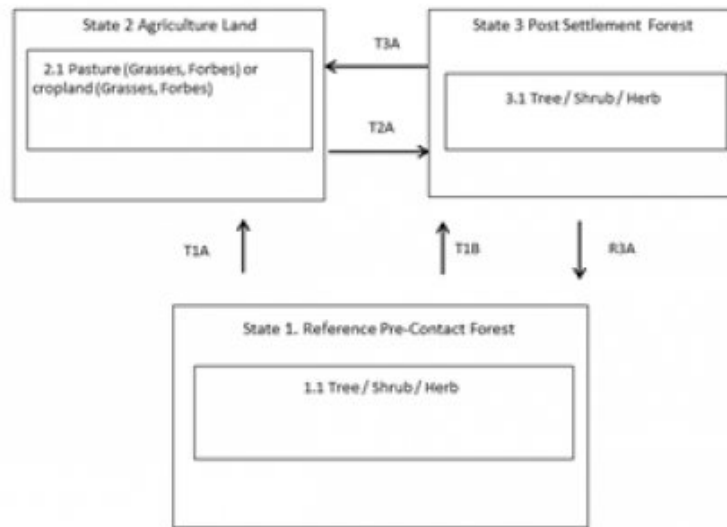 State 2 Agriculture Land
2.1 Pasture (Grasses, Forbes) or
cropland (Grasses, Forbes)
T3A
T2A
State 3 Post Settlement Forest
3.1 Tree / Shrub / Herb
T1A
T1B
R3A
State 1. Reference Pre-Contact Forest
1.1 Tree / Shrub / Herb